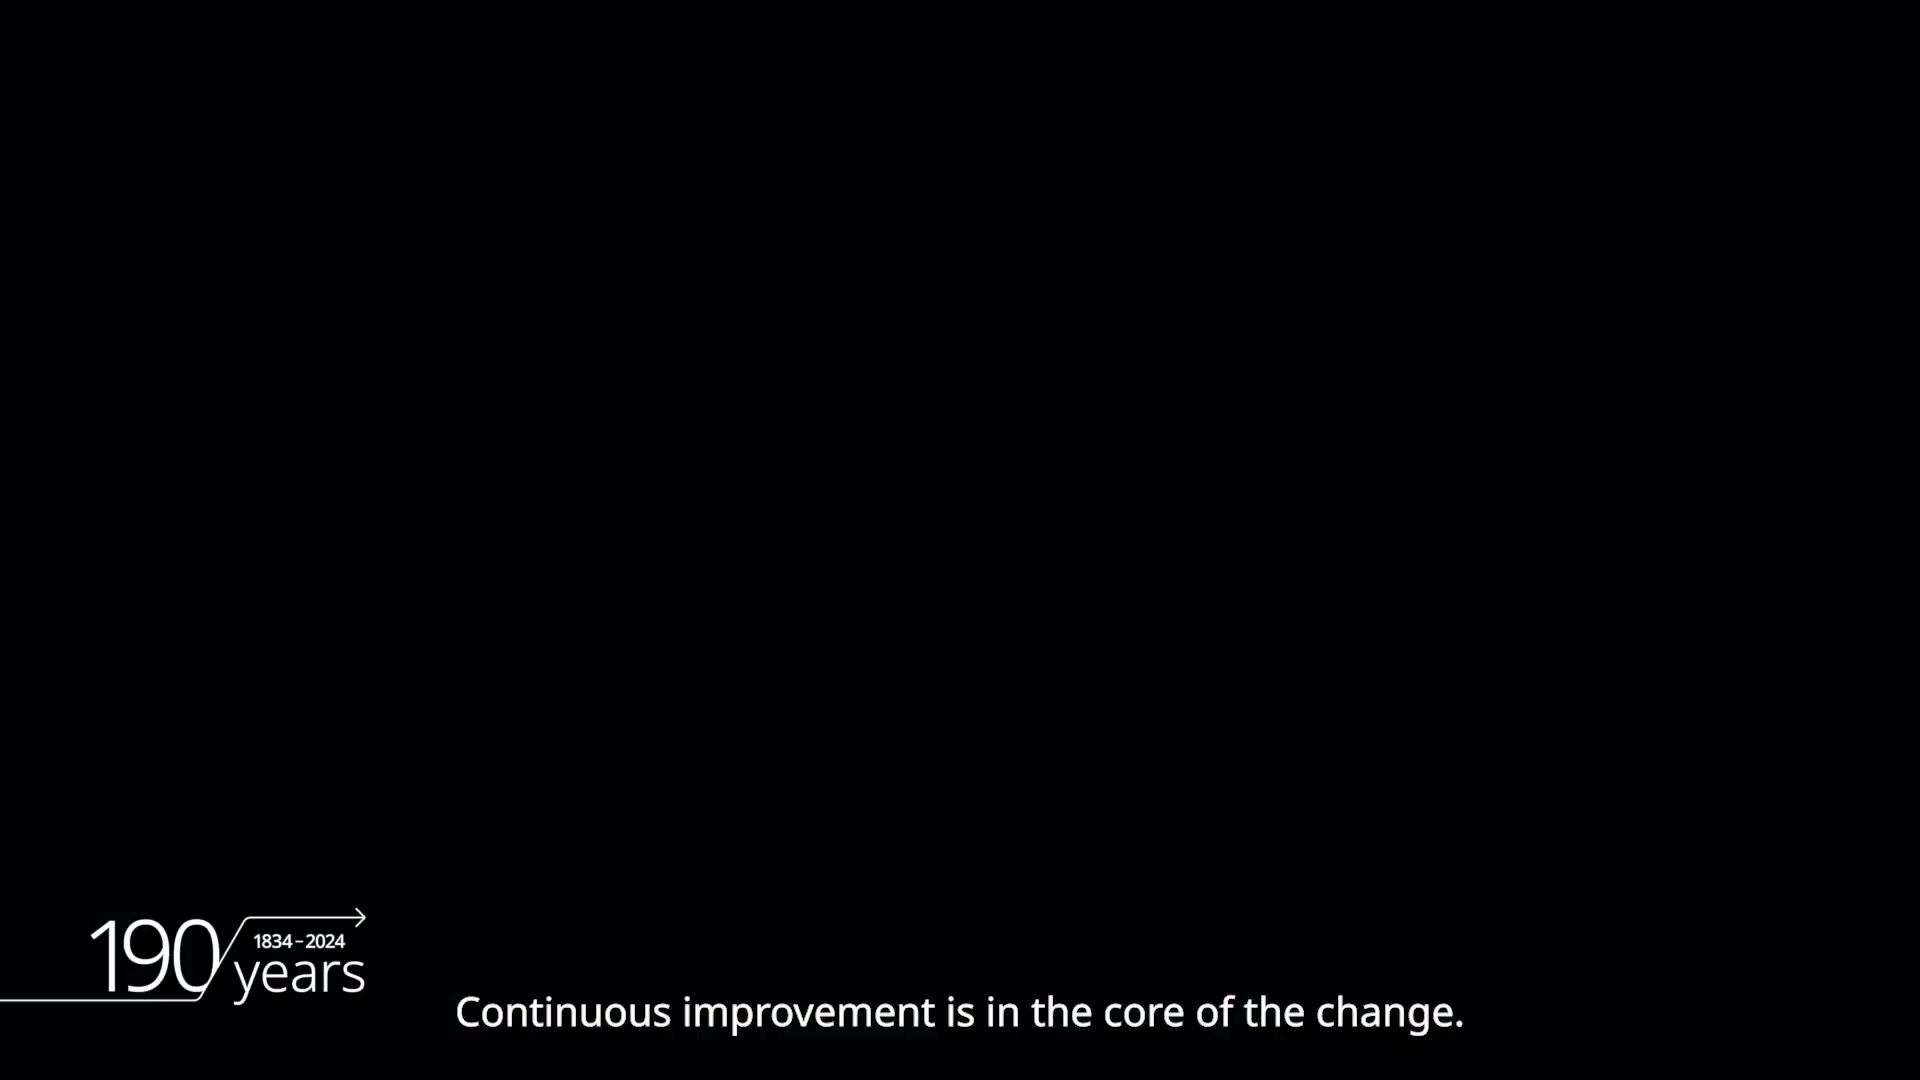 190
1834–2024
years
Continuous improvement is in the core of the change.